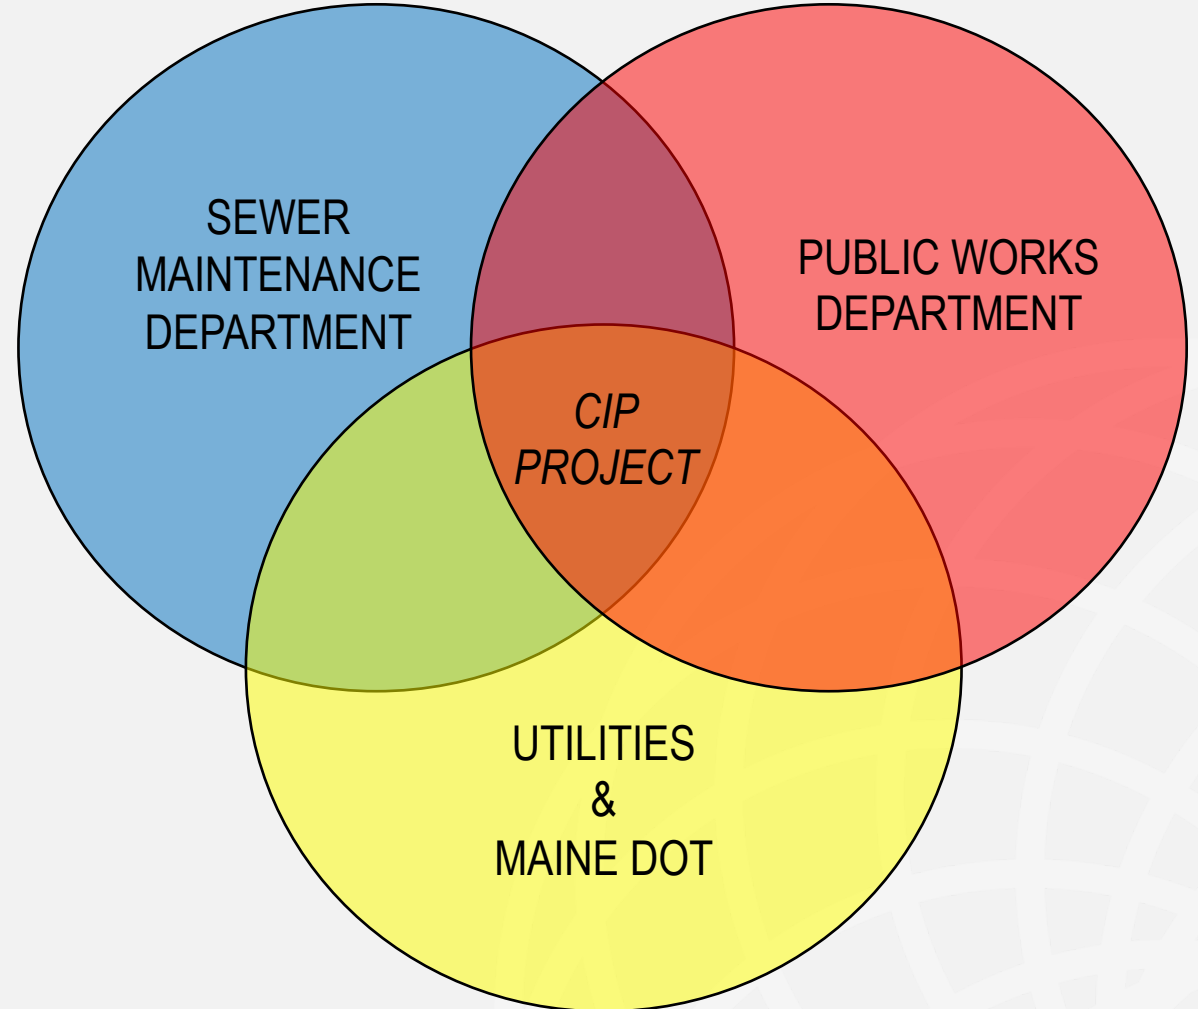 SEWER
MAINTENANCE
DEPARTMENT
PUBLIC WORKS
DEPARTMENT
CIP
PROJECT
UTILITIES
&
MAINE DOT